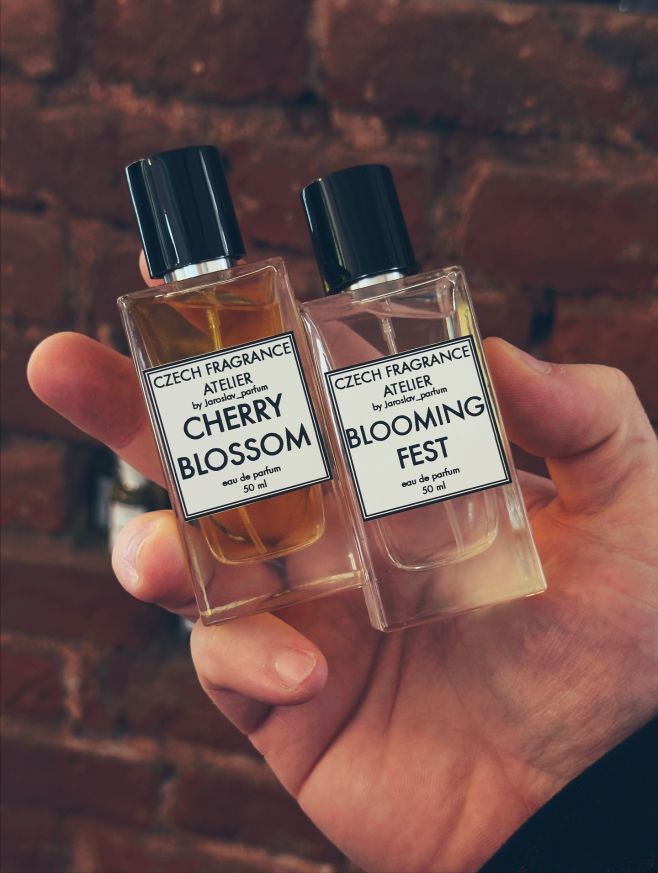 CZECH FRAGRANCE
ATELIER
by Jaroslav_parfum
CHERRY
BLOSSOM
eau de parfum
50 ml
CZECH FRAGRANCE
ATELIER
by Jaroslav_parfum
BLOOMING
FEST
eau de parfum
50 ml